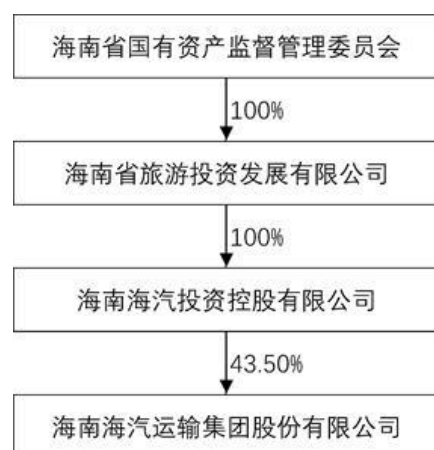 海南省国有资产监督管理委员会
100%
海南省旅游投资发展有限公司
100%
海南海汽投资控股有限公司
43.50%
海南海汽运输集团股份有限公司